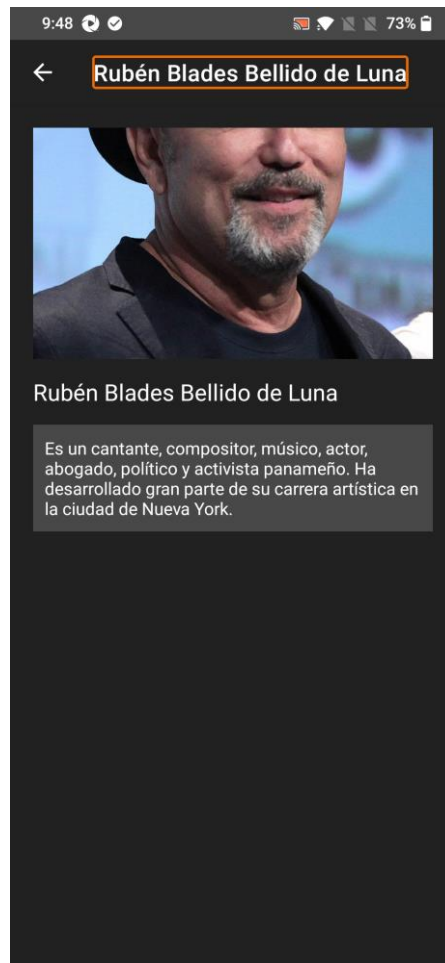 9:48
73%
Rubén Blades Bellido de Luna
Rubén Blades Bellido de Luna
Es un cantante, compositor, músico, actor,
abogado, político y activista panameño. Ha
desarrollado gran parte de su carrera artística en
la ciudad de Nueva York.